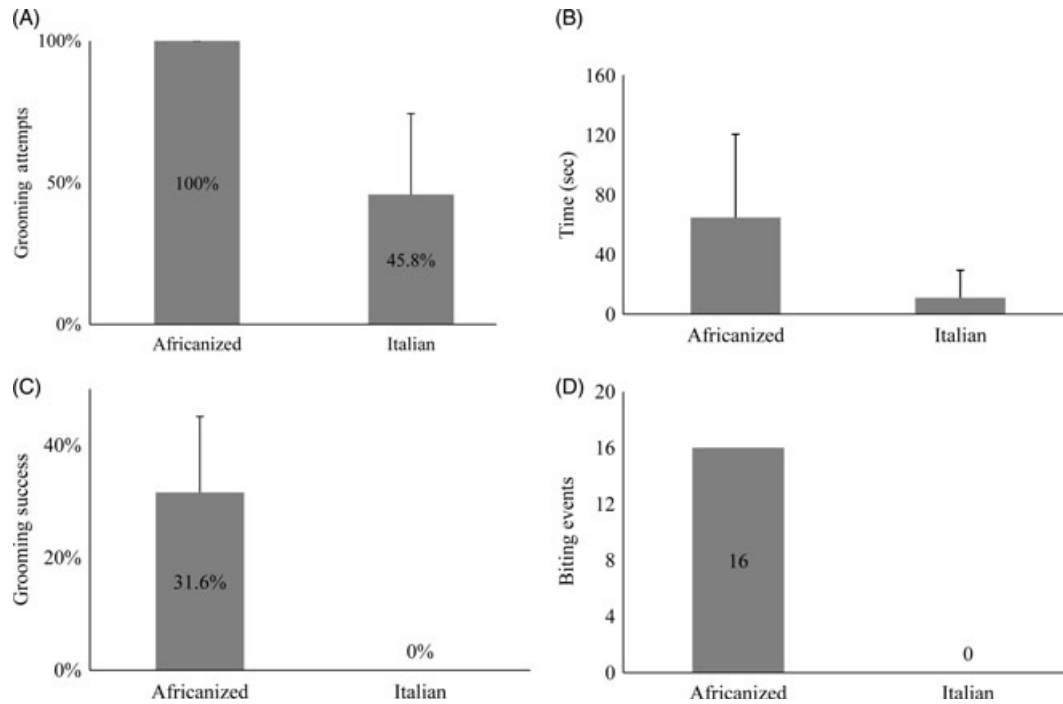 (A)
Grooming attempts
100%
50%
0%
100%
45.8%
Africanized Italian
(B)
Time (sec)
160
120
80
40
0
Africanized Italian
(C)
Grooming success
40%
20%
0%
31.6%
0%
Africanized Italian
(D)
Biting events
20
16
12
8
4
0
16
0
Africanized Italian